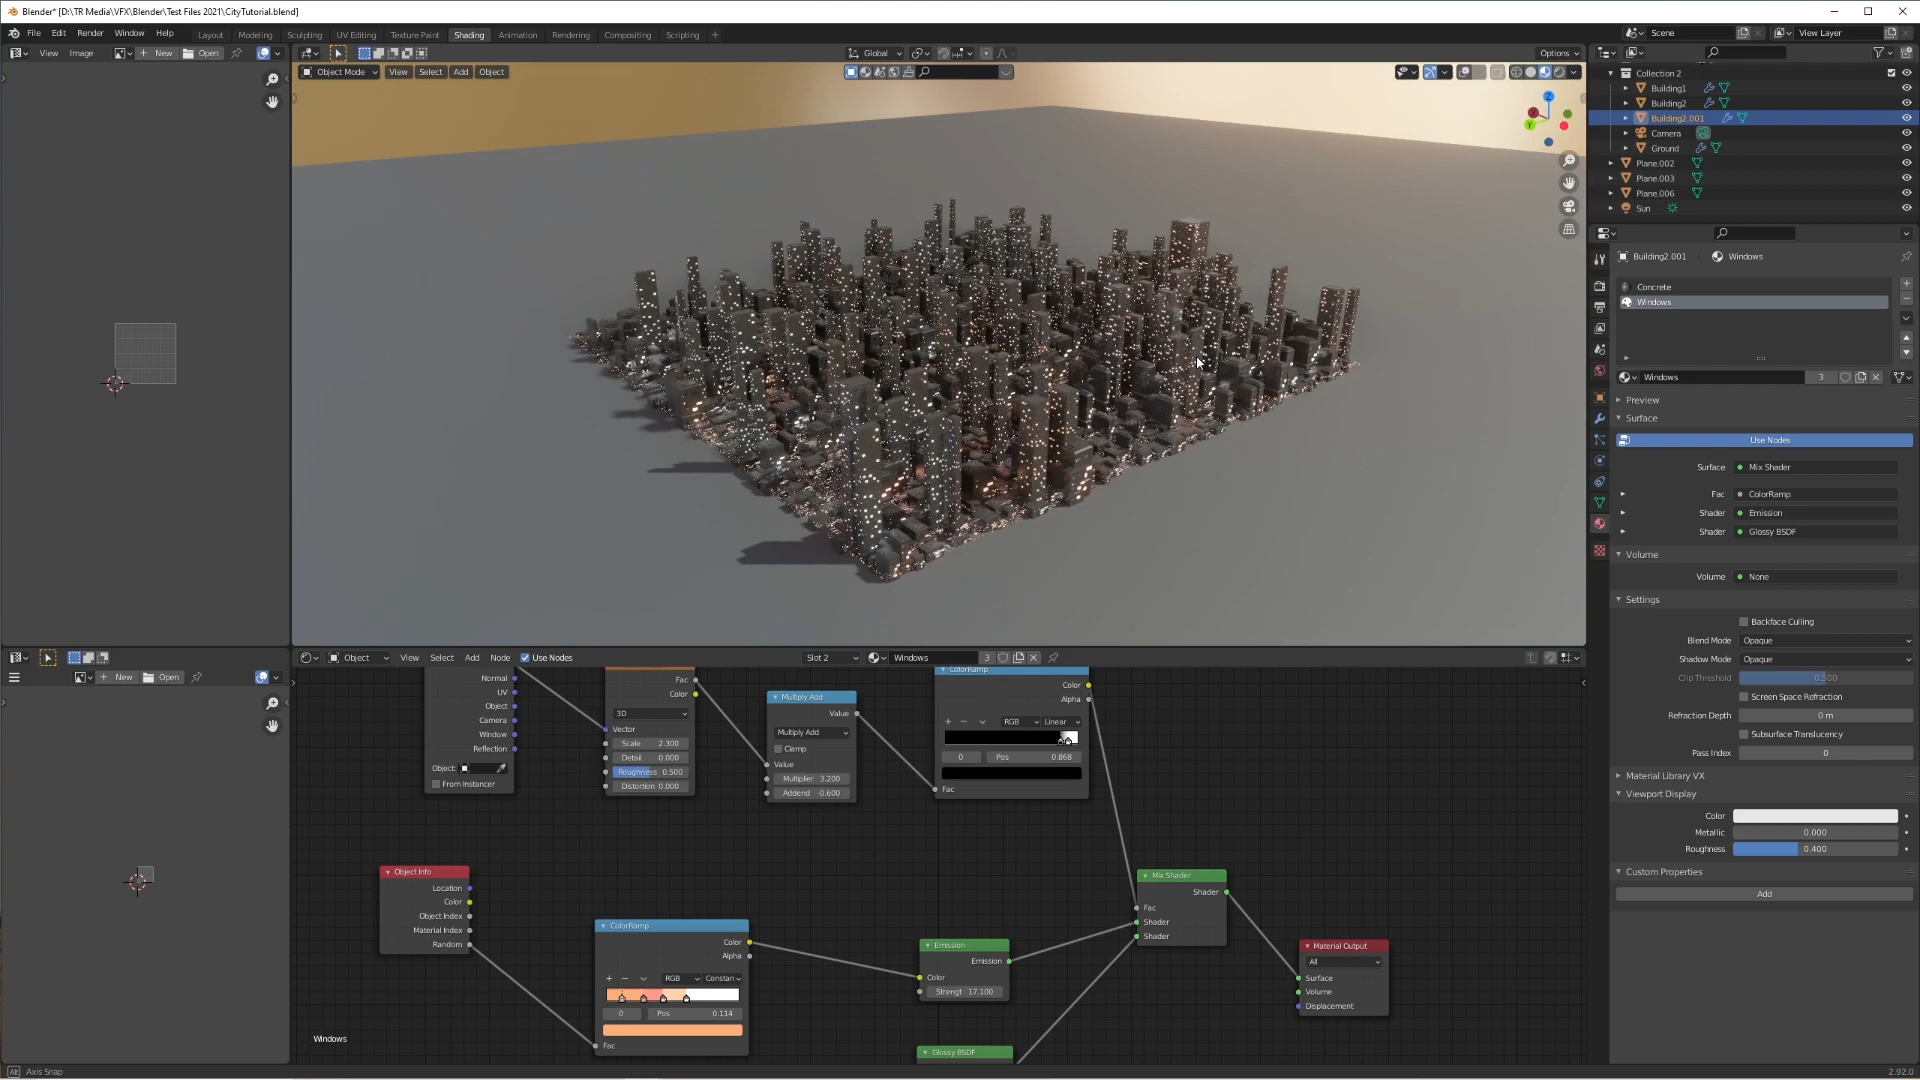 Blender* [D:\TR Media\VFX\Blender\Test Files 2021\CityTutorial.blend]
File Edit Render Window Help
Layout Modeling Sculpting UV Editing Texture Paint Shading Animation Rendering Compositing Scripting +
Scene View Layer
View Image New Open
Global Options
Object Mode View Select Add Object
Collection 2
Building1
Building2
Building2.001
Camera
Ground
Plane.002
Plane.003
Plane.006
Sun
Building2.001 Windows
Concrete
Windows
Windows 3
Preview
Surface
Use Nodes
Surface Mix Shader
Fac ColorRamp
Shader Emission
Shader Glossy BSDF
Volume
Volume None
Settings
Backface Culling
Blend Mode Opaque
Shadow Mode Opaque
Clip Threshold 0.500
Screen Space Refraction
Refraction Depth 0 m
Subsurface Translucency
Pass Index 0
Material Library VX
Viewport Display
Color
Metallic 0.000
Roughness 0.400
Custom Properties
Add
New Open
Object View Select Add Node Use Nodes Slot 2 Windows 3
Normal
UV
Object
Camera
Window
Reflection
Object:
From Instancer
Fac
Color
3D
Vector
Scale 2.300
Detail 0.000
Roughness 0.500
Distortion 0.000
Multiply Add
Value
Multiply Add
Clamp
Value
Multiplier 3.200
Addend -0.600
ColorRamp
Color
Alpha
RGB Linear
0 Pos 0.868
Fac
Object Info
Location
Color
Object Index
Material Index
Random
ColorRamp
Color
Alpha
RGB Constan
0 Pos 0.114
Fac
Emission
Emission
Color
Strengt 17.100
Glossy BSDF
Mix Shader
Shader
Fac
Shader
Shader
Material Output
All
Surface
Volume
Displacement
Windows
Alt Axis Snap
2.92.0